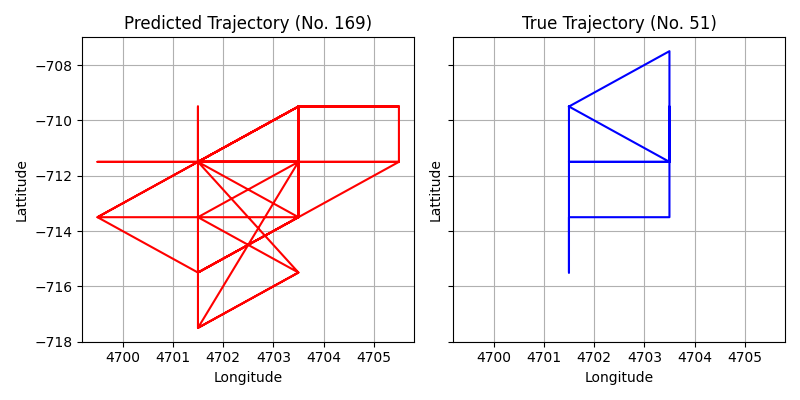 Predicted Trajectory (No. 169)
True Trajectory (No. 51)
Lattitude
−708
−710
−712
−714
−716
−718
4700 4701 4702 4703 4704 4705
Longitude
Lattitude
4700 4701 4702 4703 4704 4705
Longitude